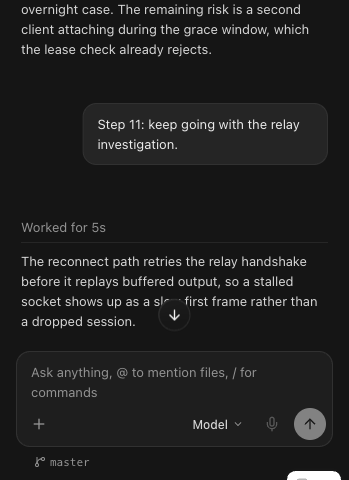 overnight case. The remaining risk is a second
client attaching during the grace window, which
the lease check already rejects.
Step 11: keep going with the relay
investigation.
Worked for 5s
The reconnect path retries the relay handshake
before it replays buffered output, so a stalled
socket shows up as a slow first frame rather than
a dropped session.
Ask anything, @ to mention files, / for
commands
Model
master